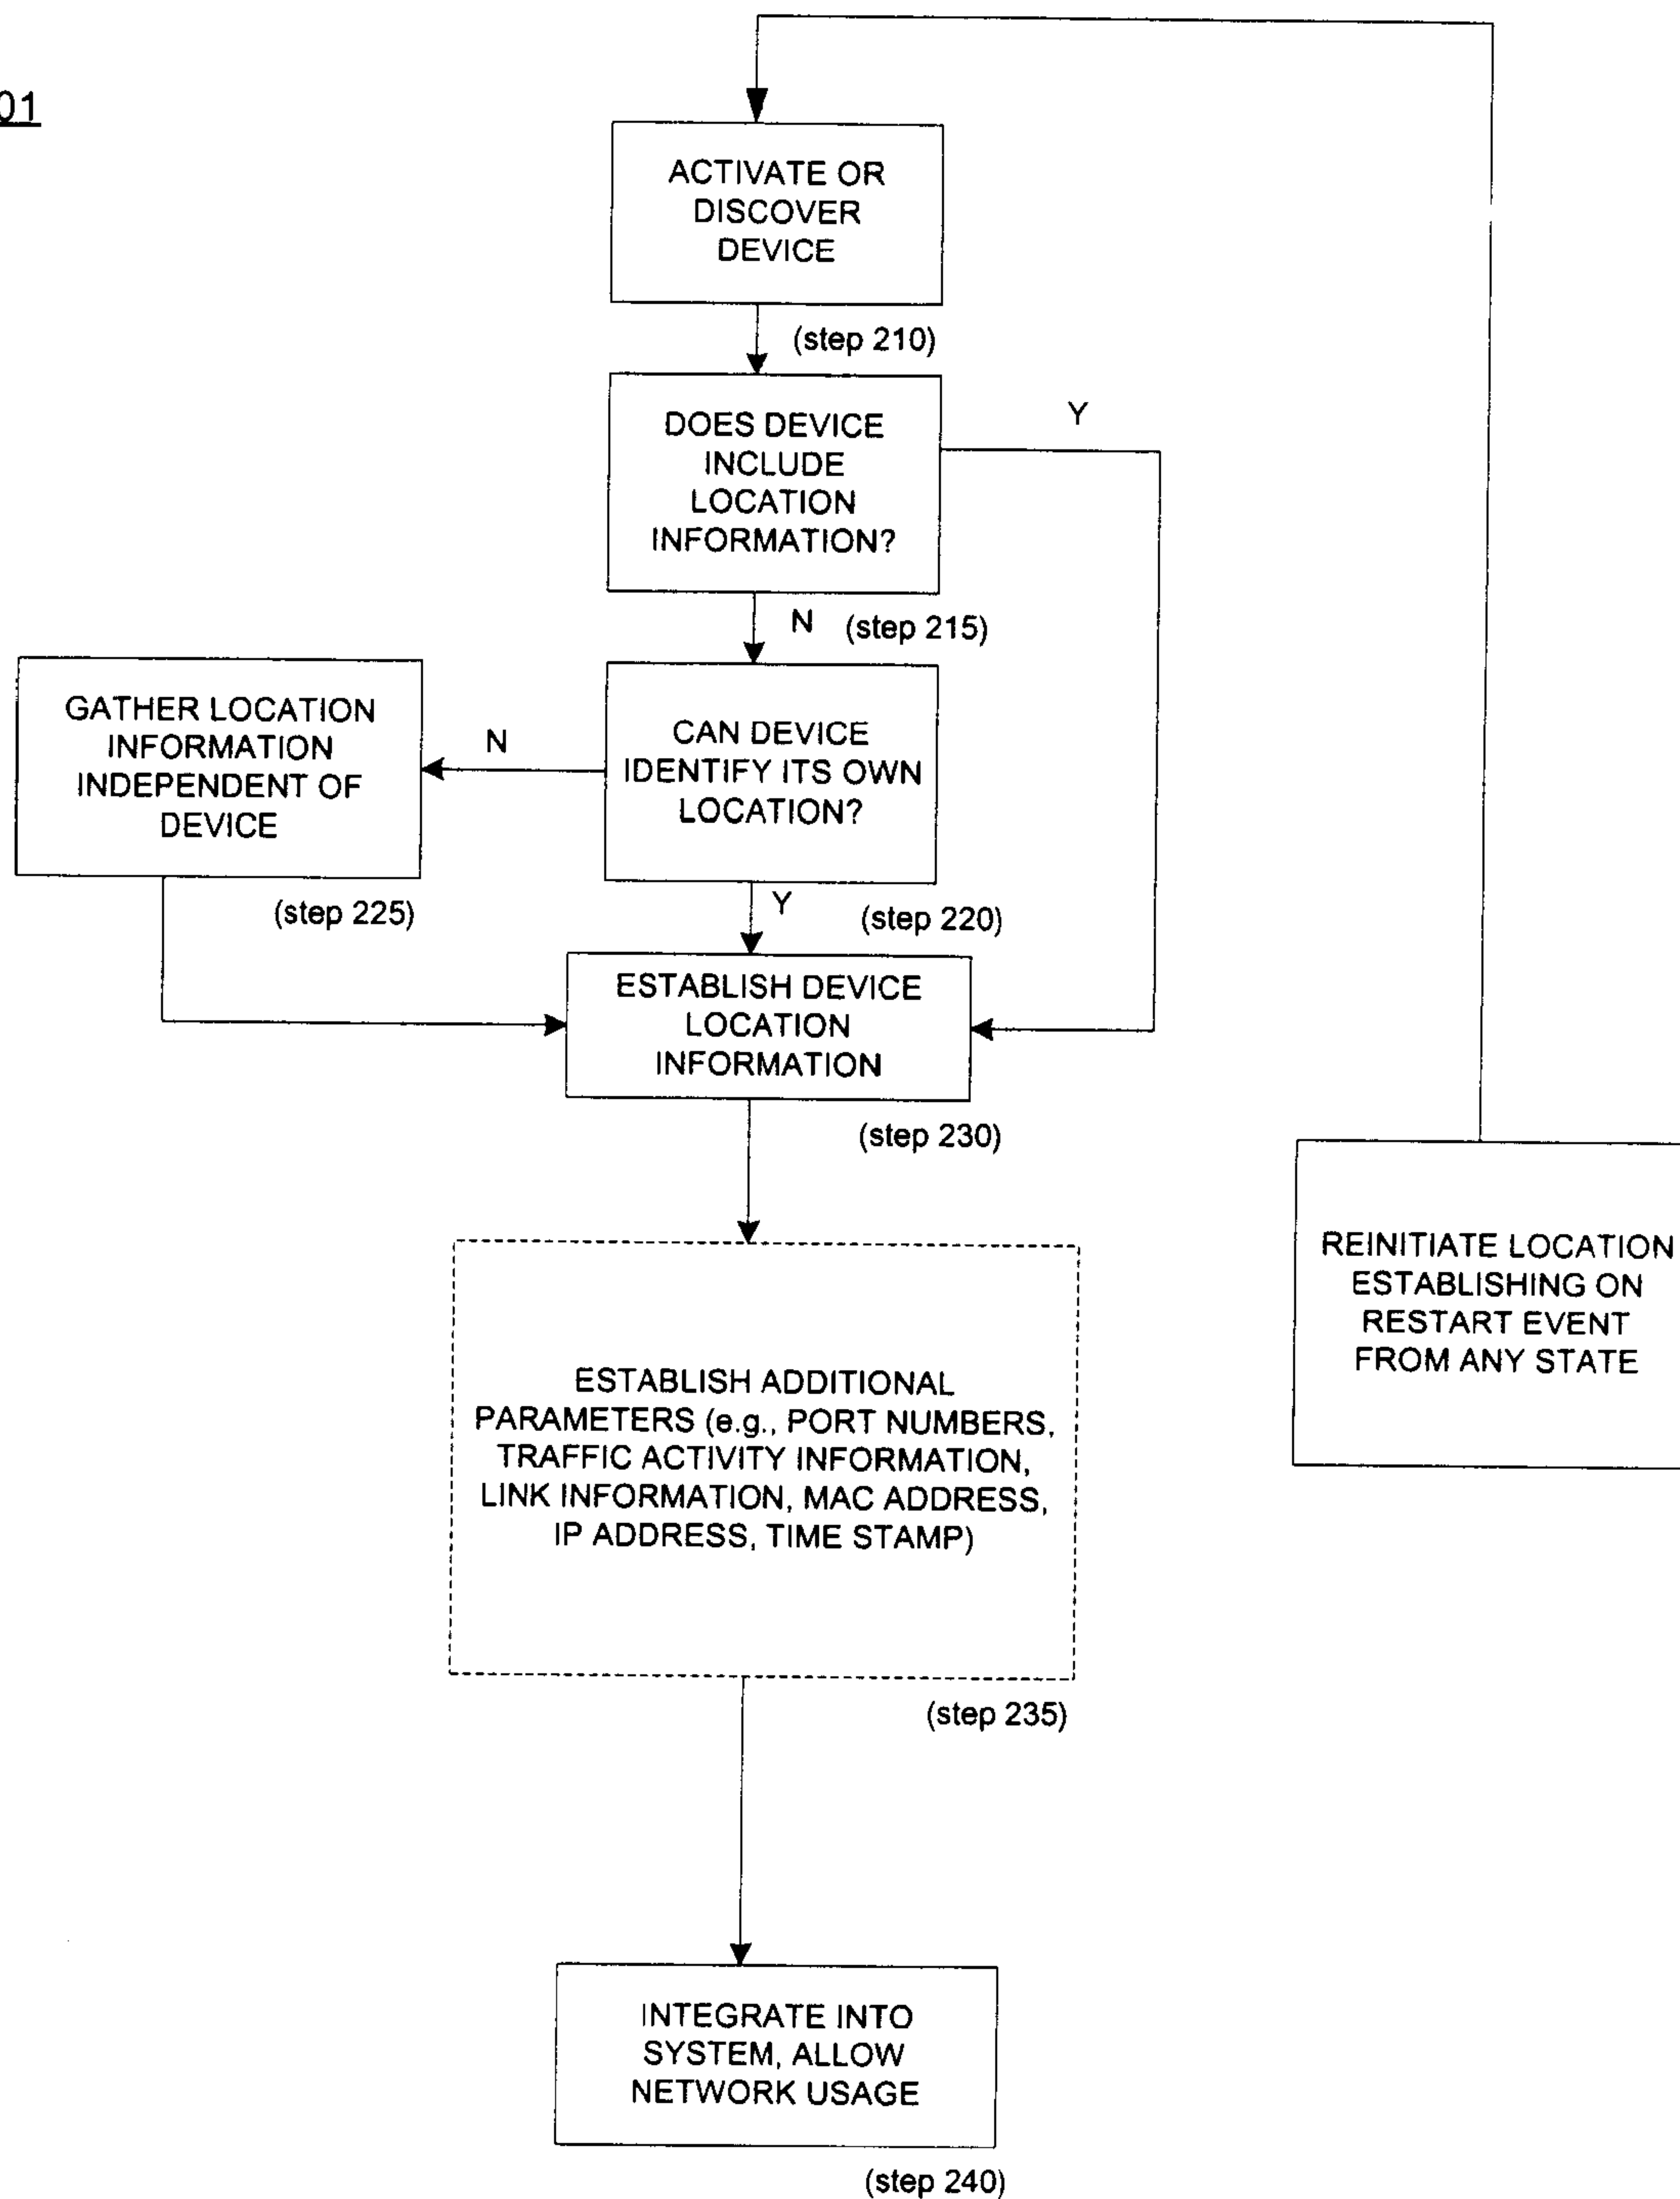 01
ACTIVATE OR
DISCOVER
DEVICE
(step 210)
DOES DEVICE
INCLUDE
LOCATION
INFORMATION?
Y
N
(step 215)
GATHER LOCATION
INFORMATION
INDEPENDENT OF
DEVICE
(step 225)
N
CAN DEVICE
IDENTIFY ITS OWN
LOCATION?
Y
(step 220)
ESTABLISH DEVICE
LOCATION
INFORMATION
(step 230)
REINITIATE LOCATION
ESTABLISHING ON
RESTART EVENT
FROM ANY STATE
ESTABLISH ADDITIONAL
PARAMETERS (e.g., PORT NUMBERS,
TRAFFIC ACTIVITY INFORMATION,
LINK INFORMATION, MAC ADDRESS,
IP ADDRESS, TIME STAMP)
(step 235)
INTEGRATE INTO
SYSTEM, ALLOW
NETWORK USAGE
(step 240)